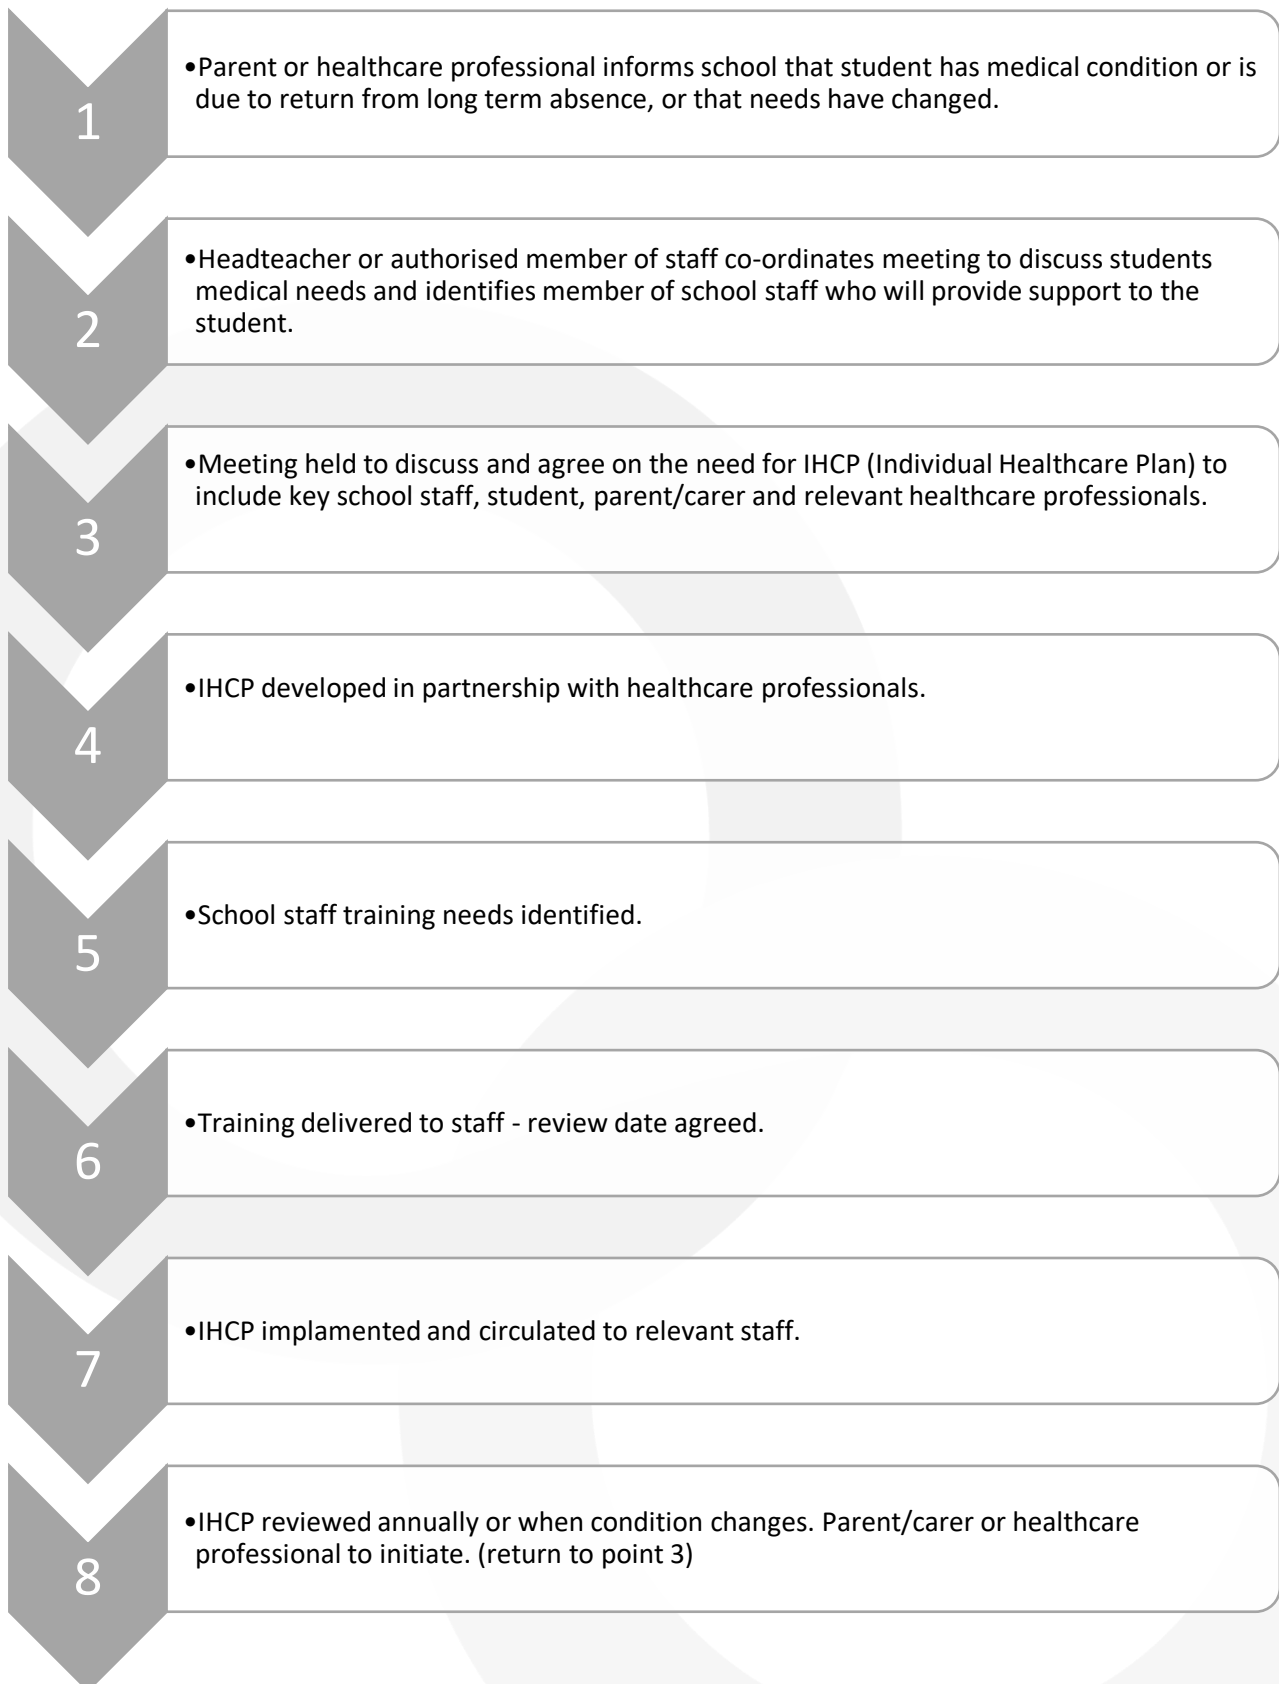 1
•Parent or healthcare professional informs school that student has medical condition or is
due to return from long term absence, or that needs have changed.
2
•Headteacher or authorised member of staff co-ordinates meeting to discuss students
medical needs and identifies member of school staff who will provide support to the
student.
3
•Meeting held to discuss and agree on the need for IHCP (Individual Healthcare Plan) to
include key school staff, student, parent/carer and relevant healthcare professionals.
4
•IHCP developed in partnership with healthcare professionals.
5
•School staff training needs identified.
6
•Training delivered to staff - review date agreed.
7
•IHCP implamented and circulated to relevant staff.
8
•IHCP reviewed annually or when condition changes. Parent/carer or healthcare
professional to initiate. (return to point 3)